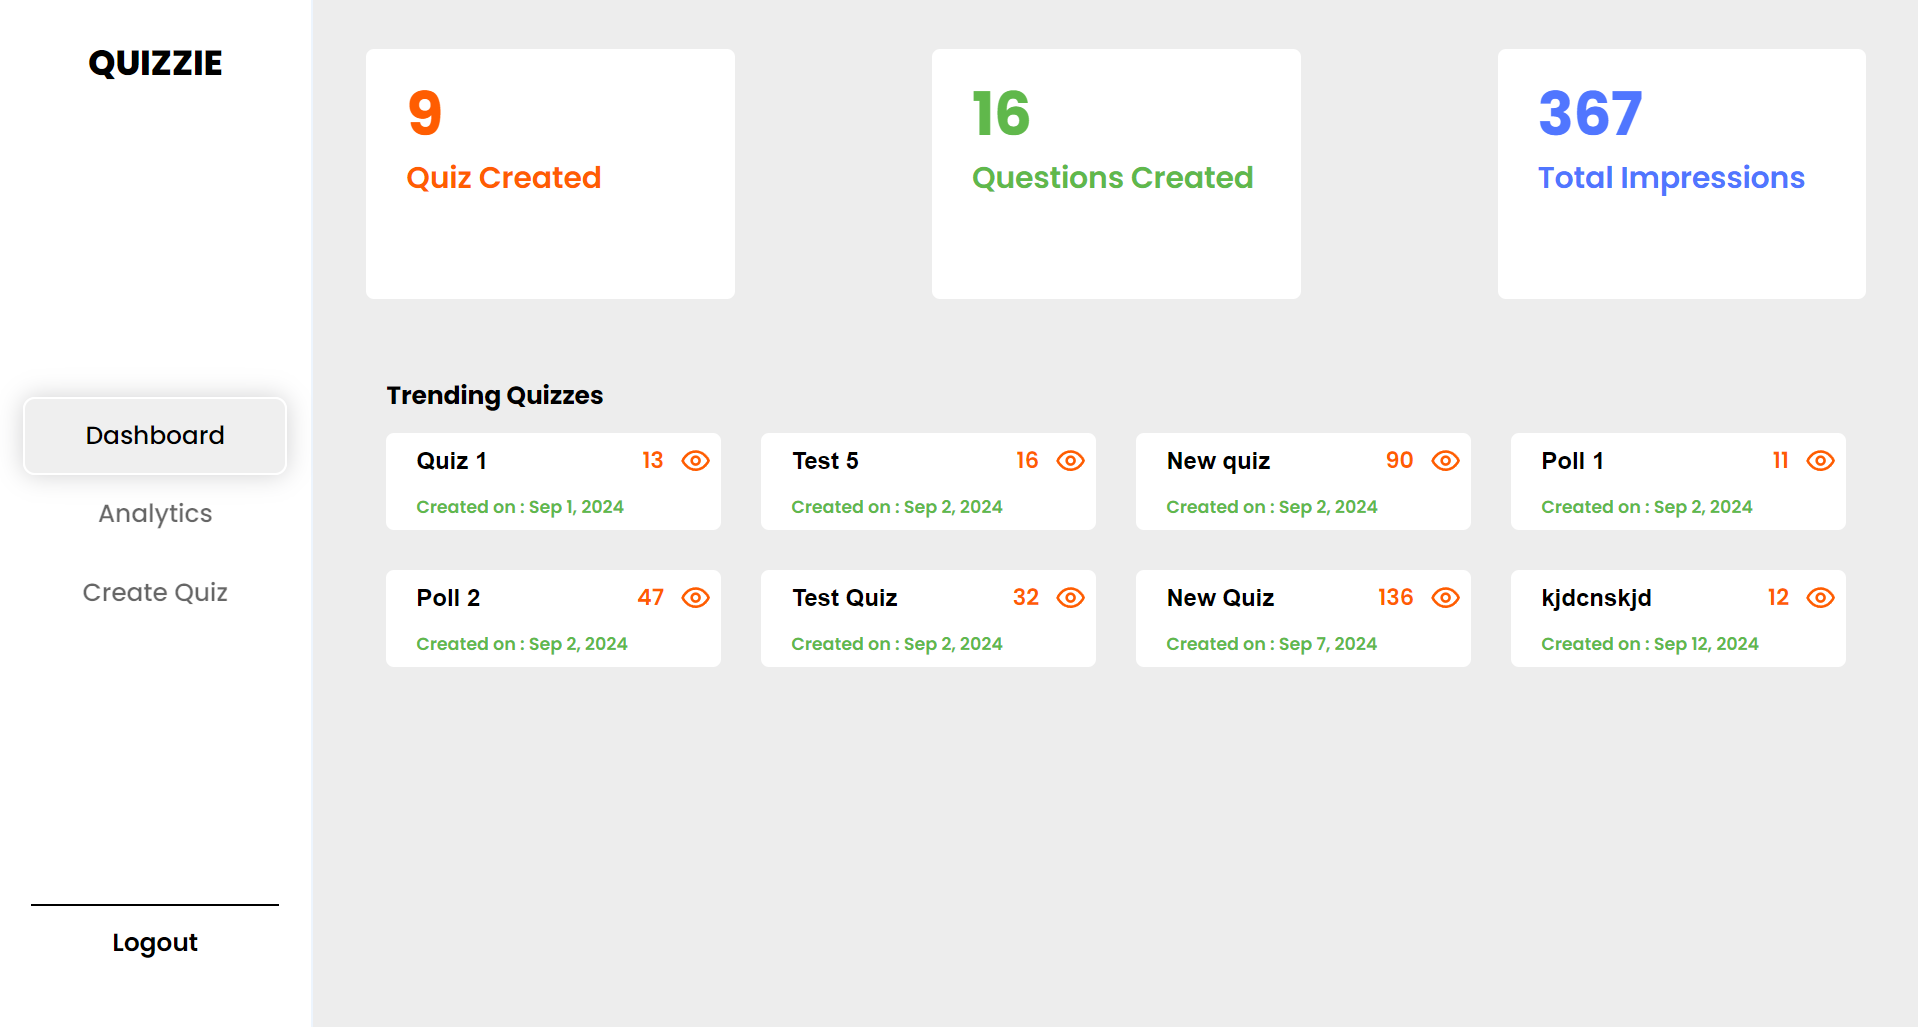 QUIZZIE
Dashboard
Analytics
Create Quiz
Logout
9
Quiz Created
16
Questions Created
367
Total Impressions
Trending Quizzes
Quiz 1 13
Created on : Sep 1, 2024
Test 5 16
Created on : Sep 2, 2024
New quiz 90
Created on : Sep 2, 2024
Poll 1 11
Created on : Sep 2, 2024
Poll 2 47
Created on : Sep 2, 2024
Test Quiz 32
Created on : Sep 2, 2024
New Quiz 136
Created on : Sep 7, 2024
kjdcnskjd 12
Created on : Sep 12, 2024